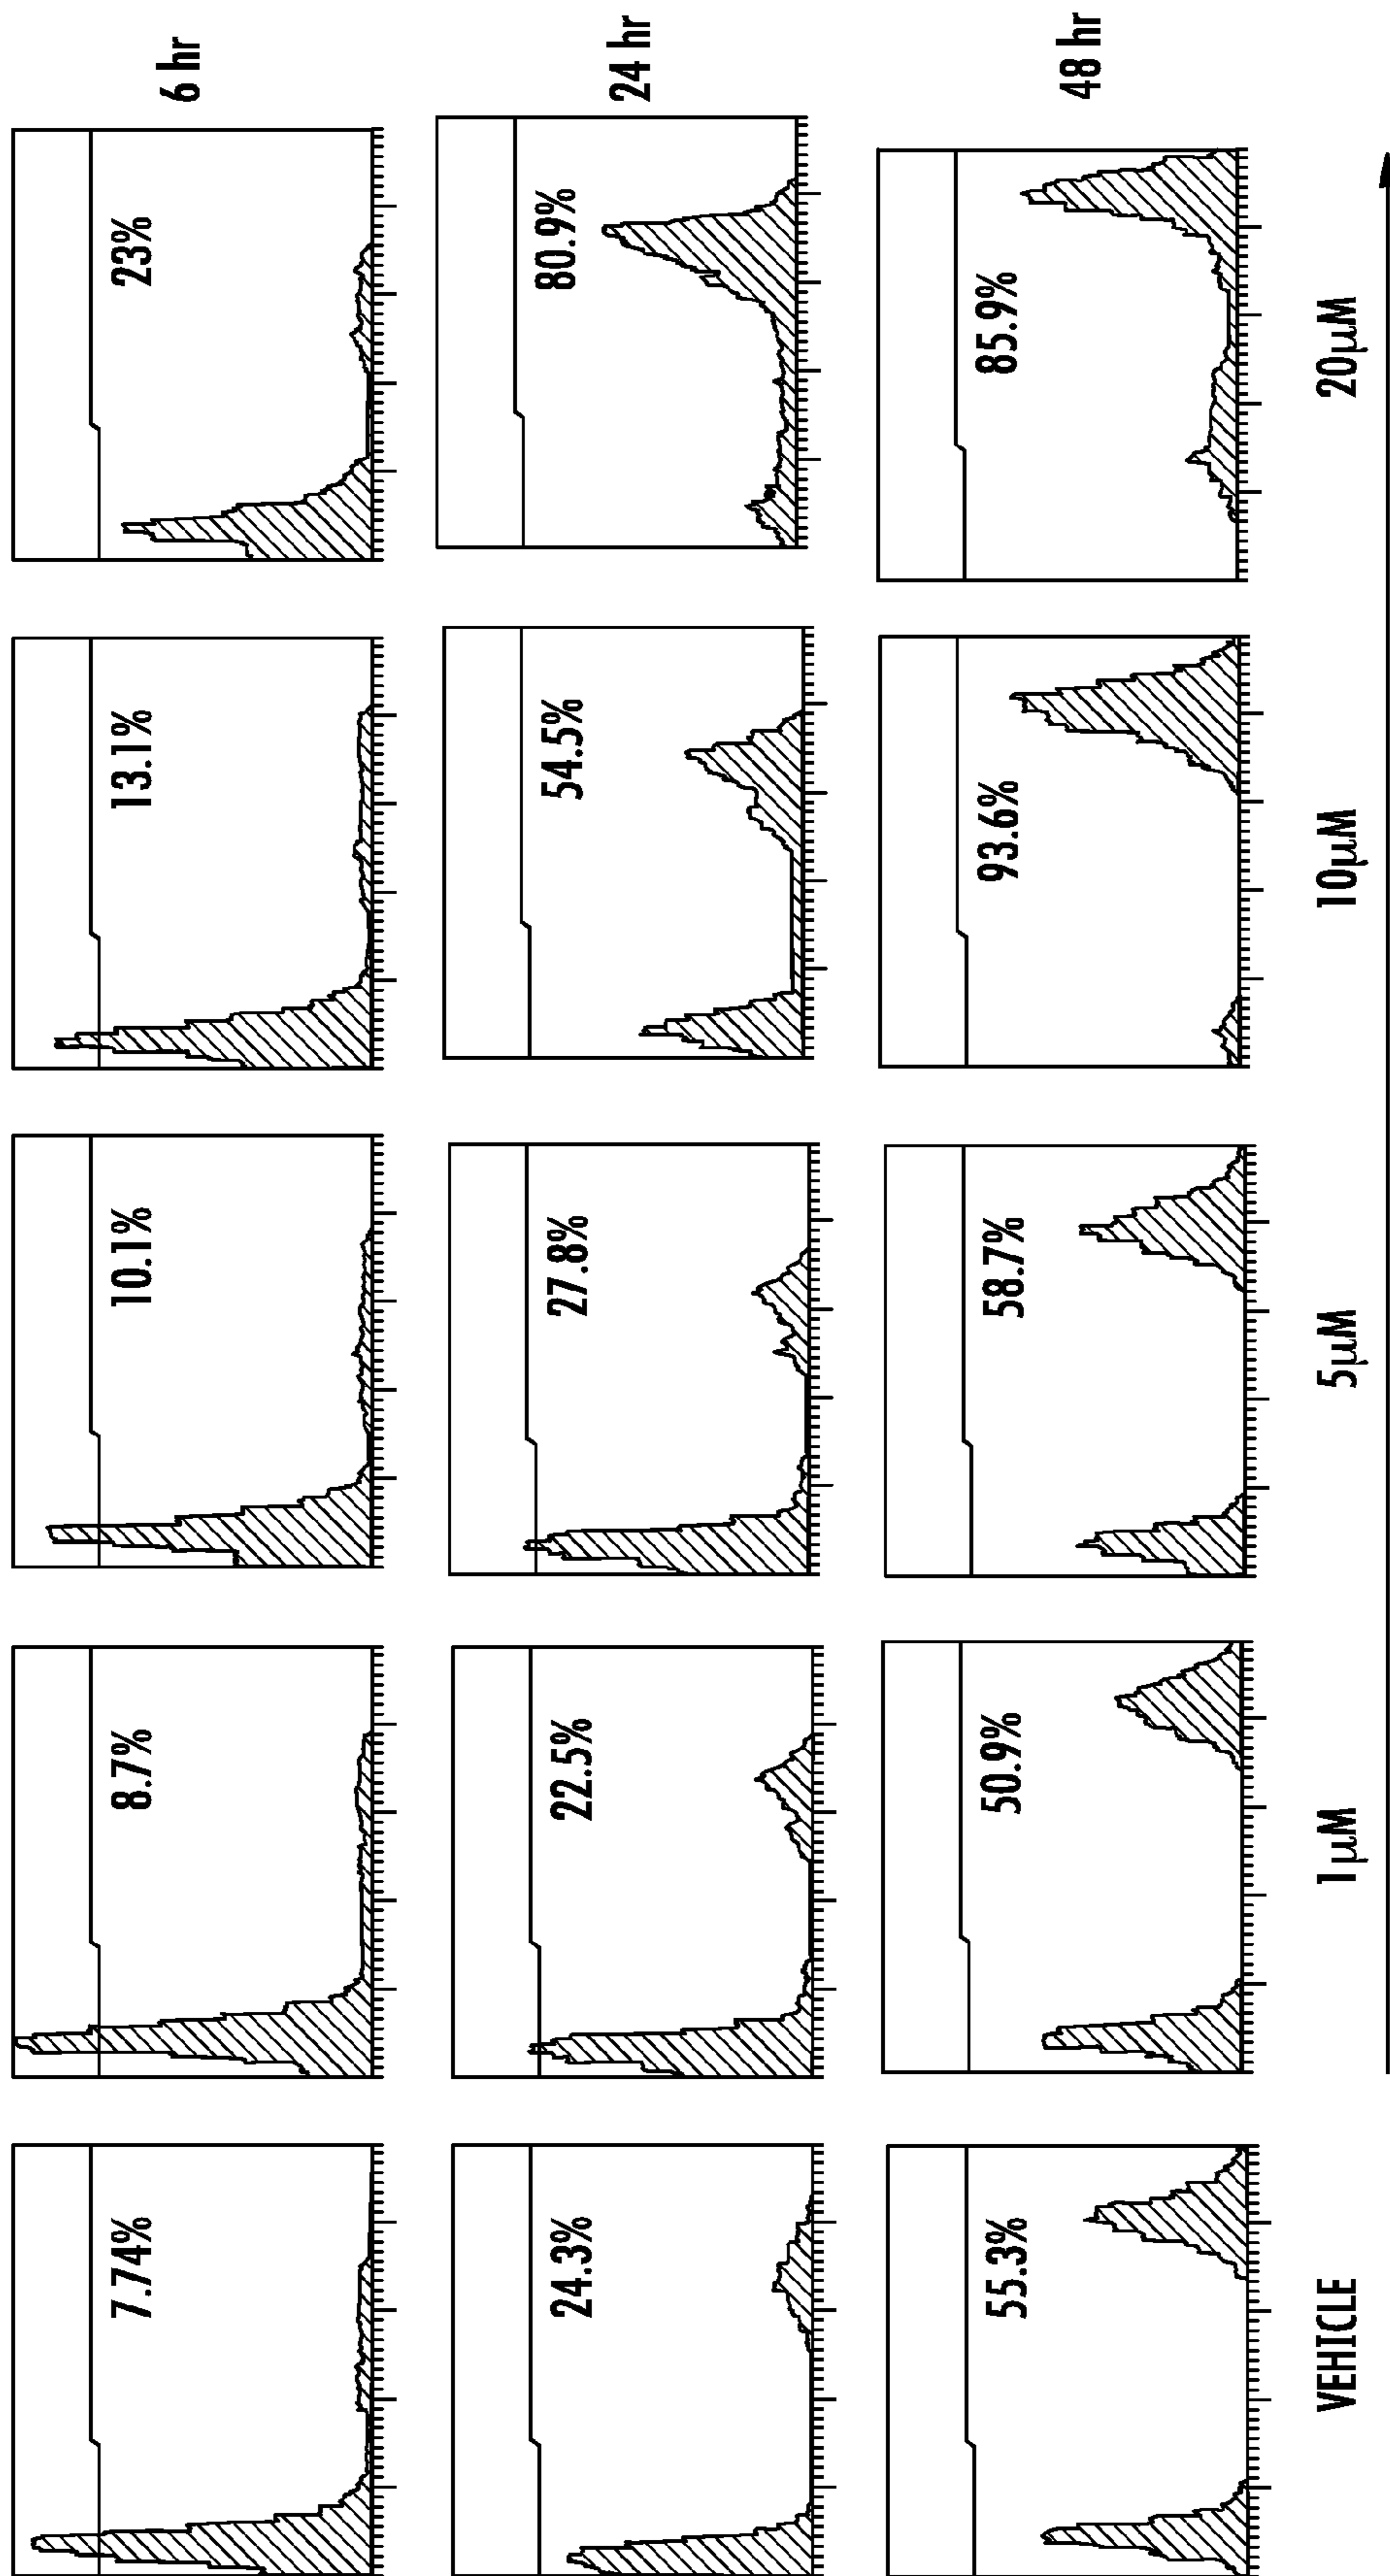 7.74% 8.7% 10.1% 13.1% 23% 6 hr
24.3% 22.5% 27.8% 54.5% 80.9% 24 hr
55.3% 50.9% 58.7% 93.6% 85.9% 48 hr
VEHICLE 1μM 5μM 10μM 20μM